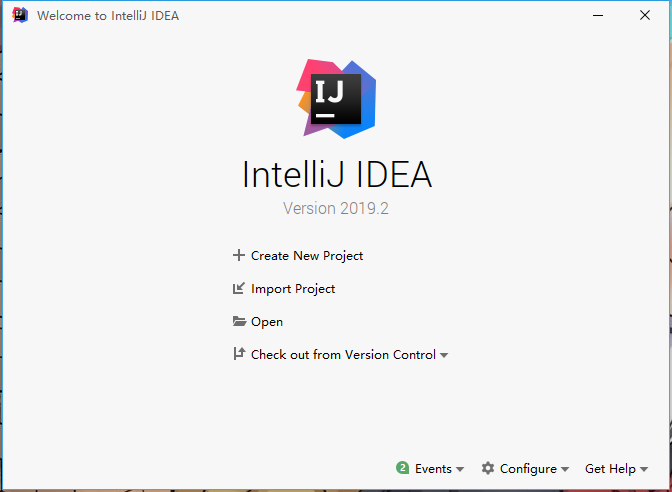 Welcome to IntelliJ IDEA
IJ
IntelliJ IDEA
Version 2019.2
Create New Project
Import Project
Open
Check out from Version Control
2 Events Configure Get Help